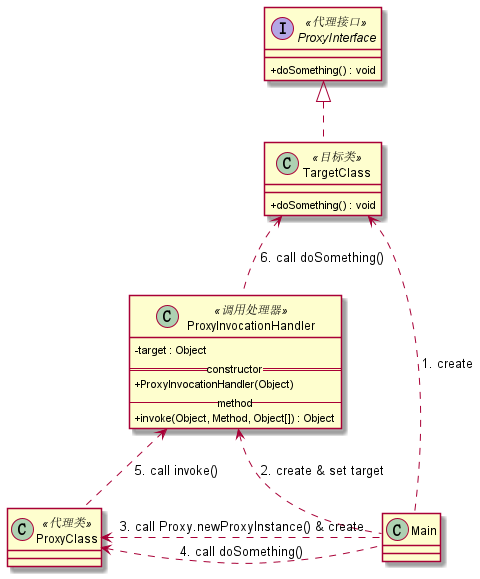 I
«代理接口»
ProxyInterface
+doSomething() : void
C
«目标类»
TargetClass
+doSomething() : void
6. call doSomething()
1. create
C
«调用处理器»
ProxyInvocationHandler
-target : Object
constructor
+ProxyInvocationHandler(Object)
method
+invoke(Object, Method, Object[]) : Object
5. call invoke()
2. create & set target
C
«代理类»
ProxyClass
3. call Proxy.newProxyInstance() & create
4. call doSomething()
C
Main